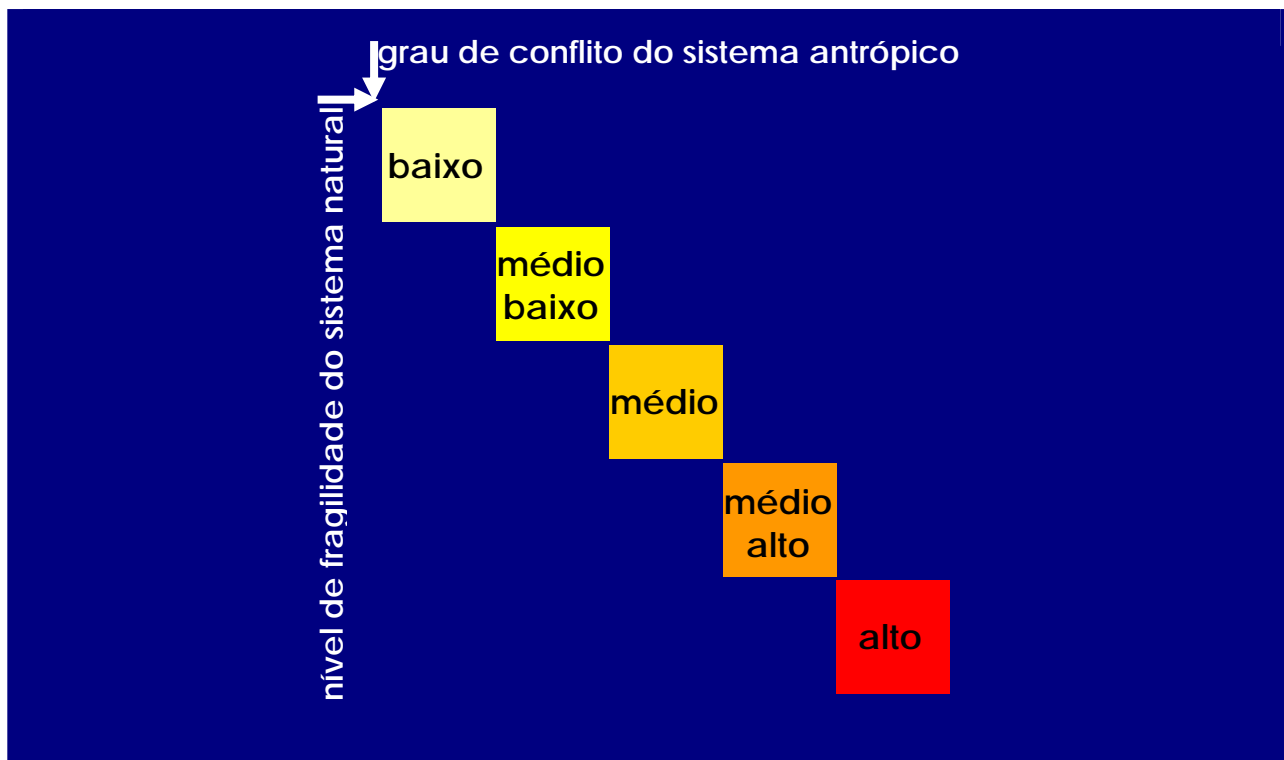 grau de conflito do sistema antrópico
nível de fragilidade do sistema natural
baixo
médio
baixo
médio
médio
alto
alto